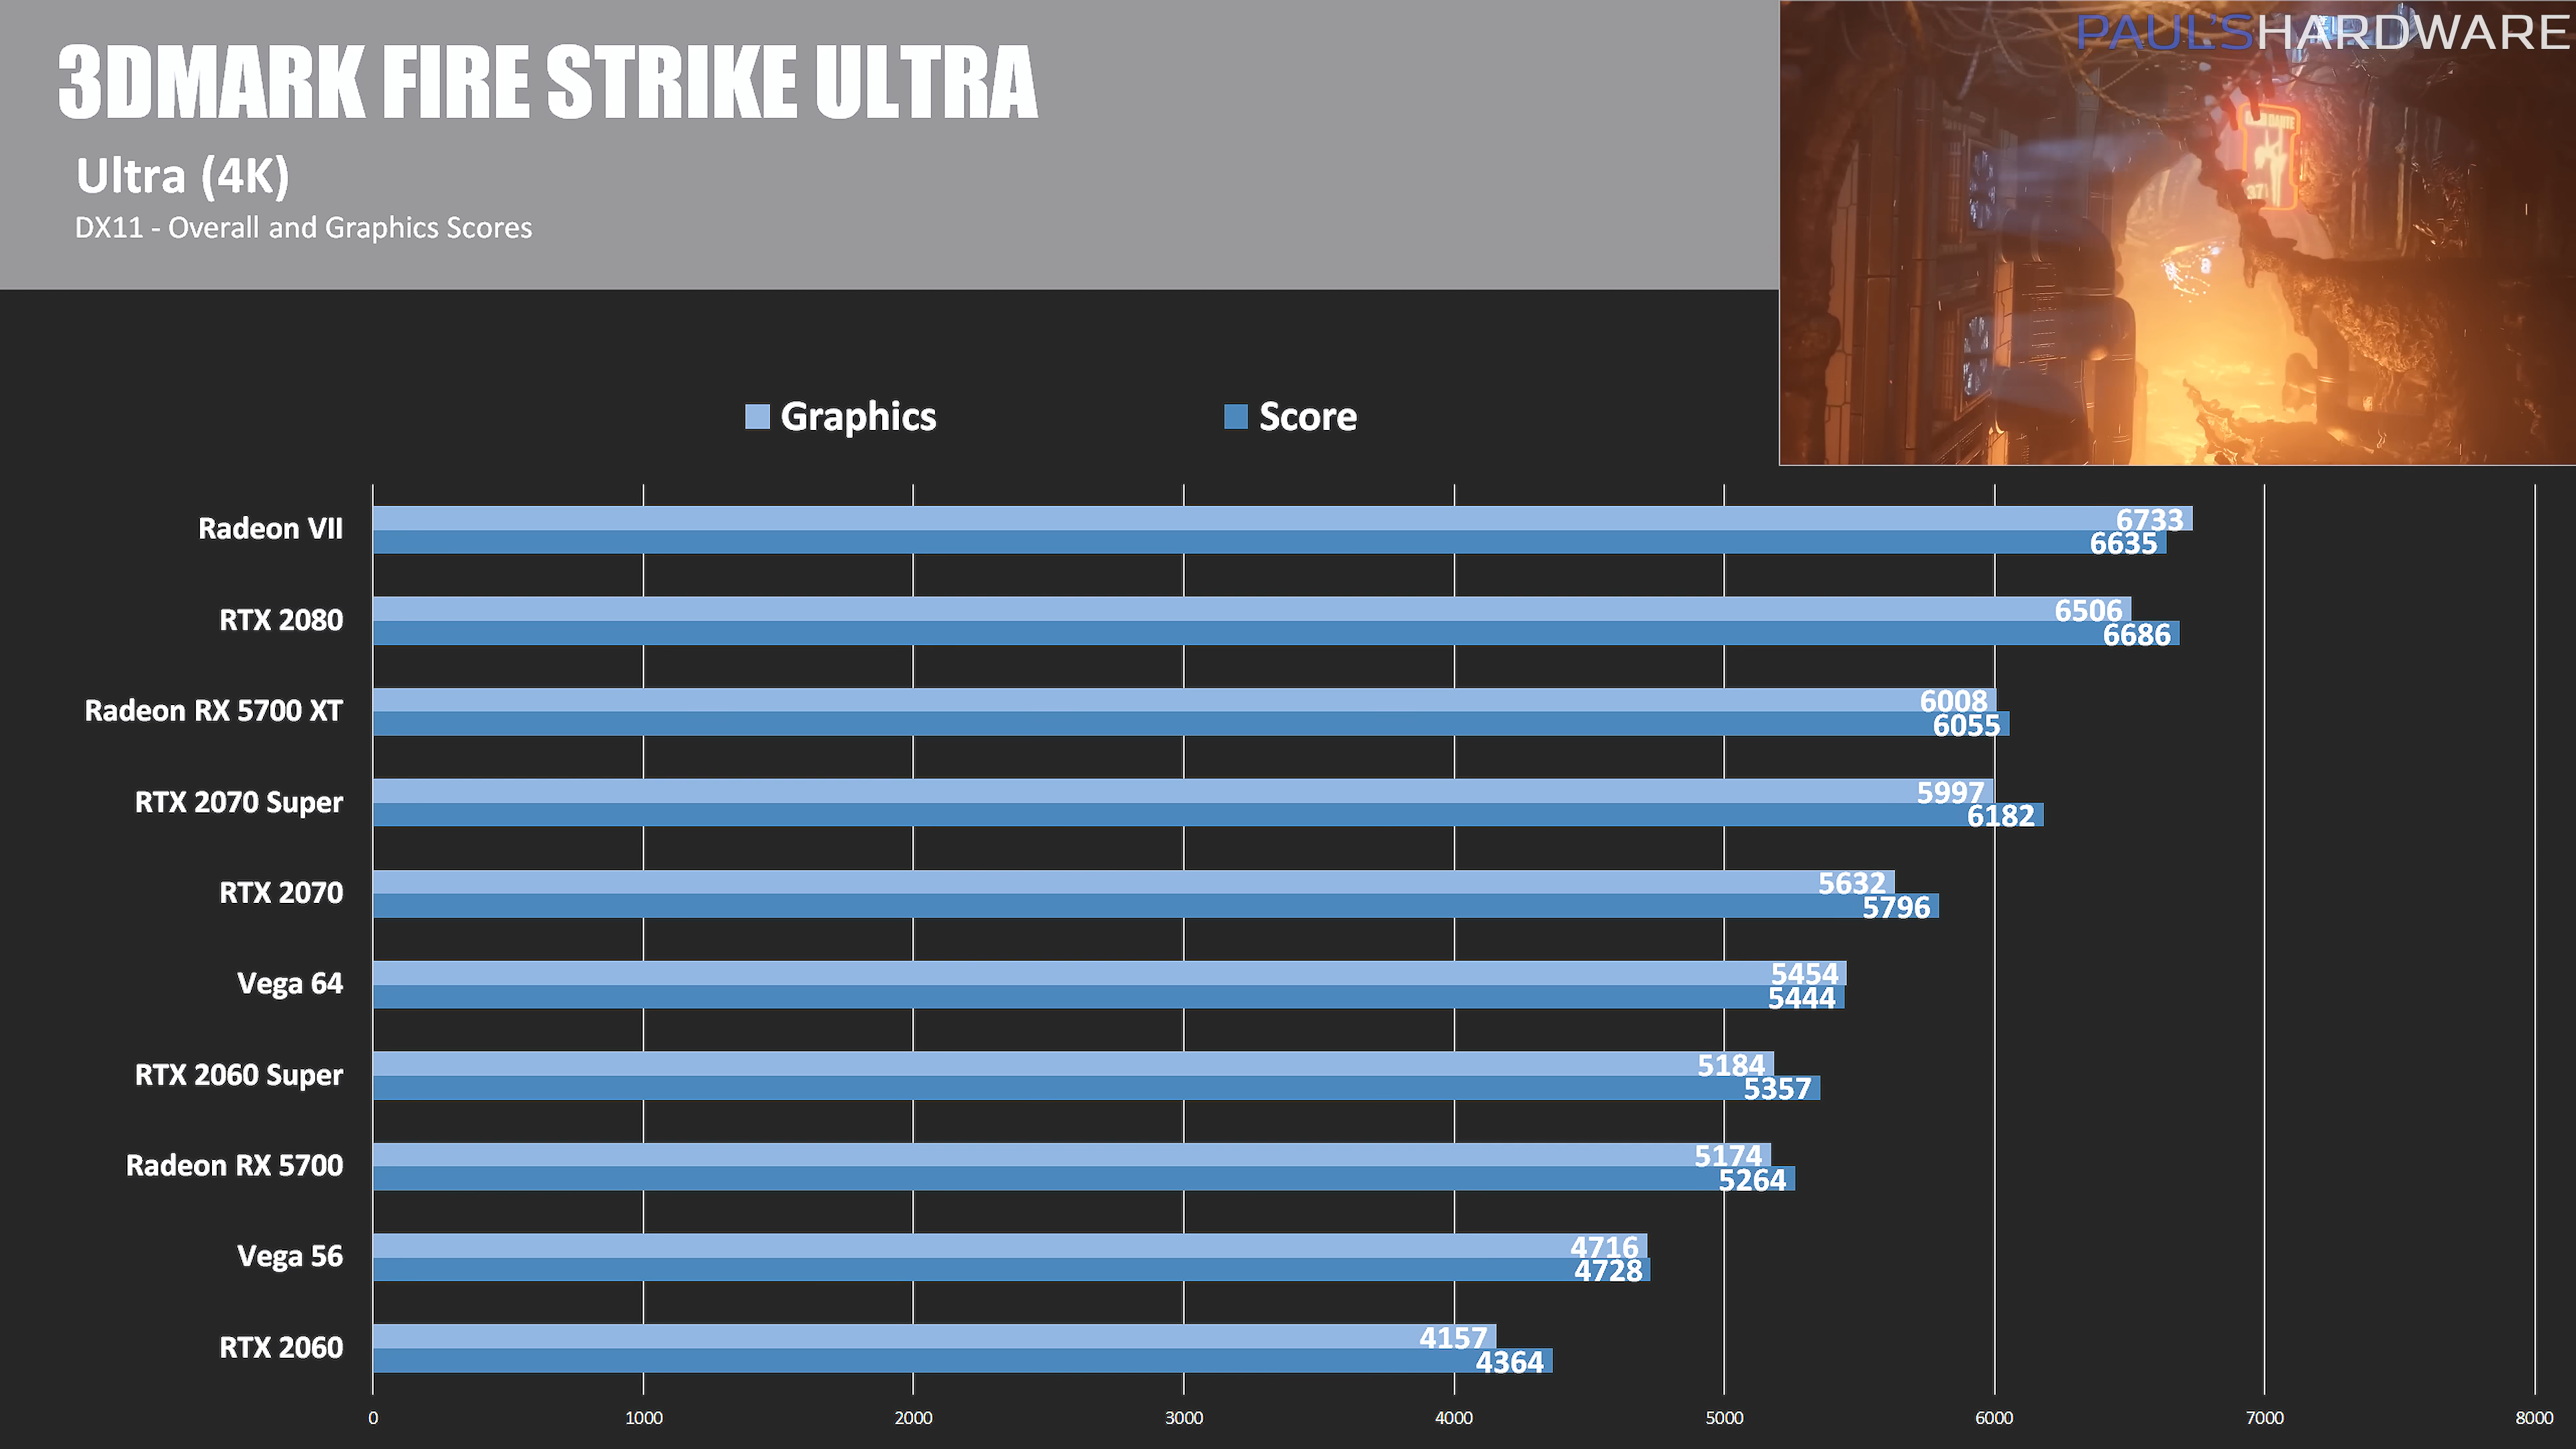 3DMARK FIRE STRIKE ULTRA
Ultra (4K)
DX11 - Overall and Graphics Scores
PAUL'SHARDWARE
37
Graphics Score
Radeon VII 6733
6635
RTX 2080 6506
6686
Radeon RX 5700 XT 6008
6055
RTX 2070 Super 5997
6182
RTX 2070 5632
5796
Vega 64 5454
5444
RTX 2060 Super 5184
5357
Radeon RX 5700 5174
5264
Vega 56 4716
4728
RTX 2060 4157
4364
0 1000 2000 3000 4000 5000 6000 7000 8000